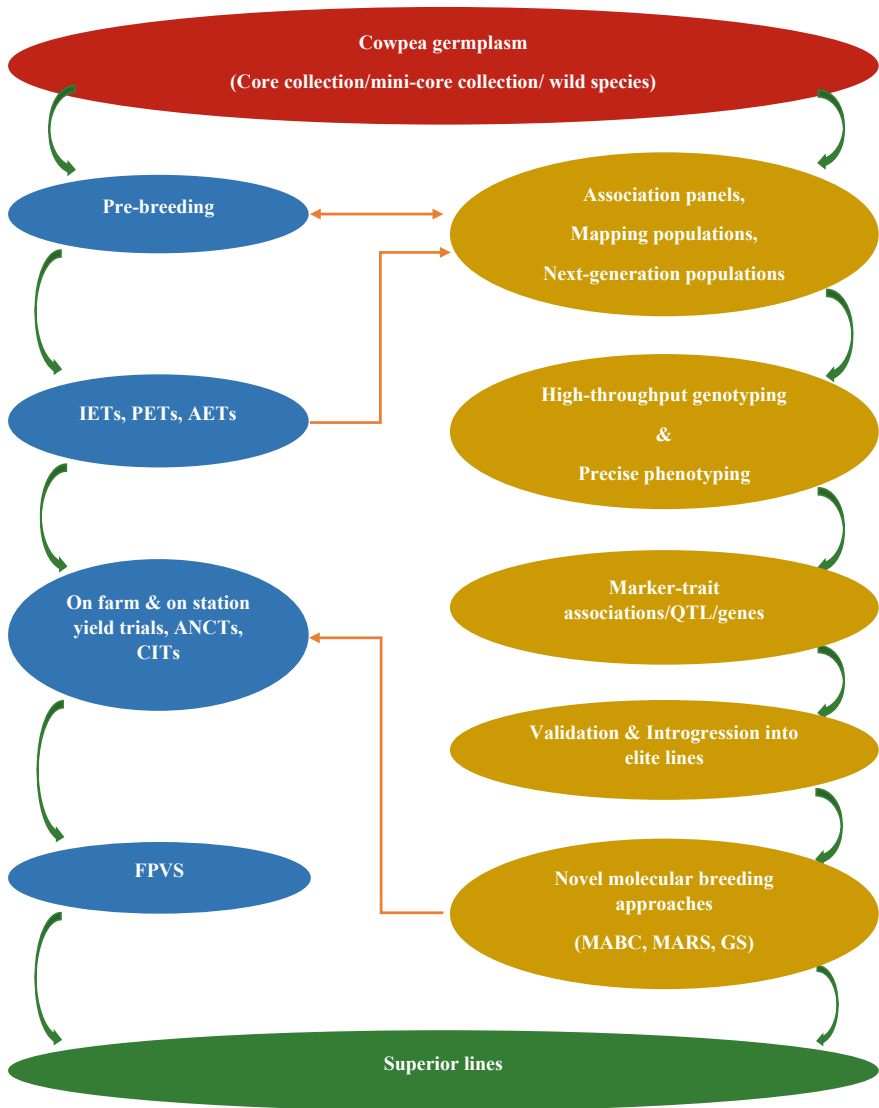 Cowpea germplasm
(Core collection/mini-core collection/ wild species)
Pre-breeding
Association panels,
Mapping populations,
Next-generation populations
IETs, PETs, AETs
High-throughput genotyping
&
Precise phenotyping
On farm & on station
yield trials, ANCTs,
CITs
Marker-trait
associations/QTL/genes
Validation & Introgression into
elite lines
FPVS
Novel molecular breeding
approaches
(MABC, MARS, GS)
Superior lines